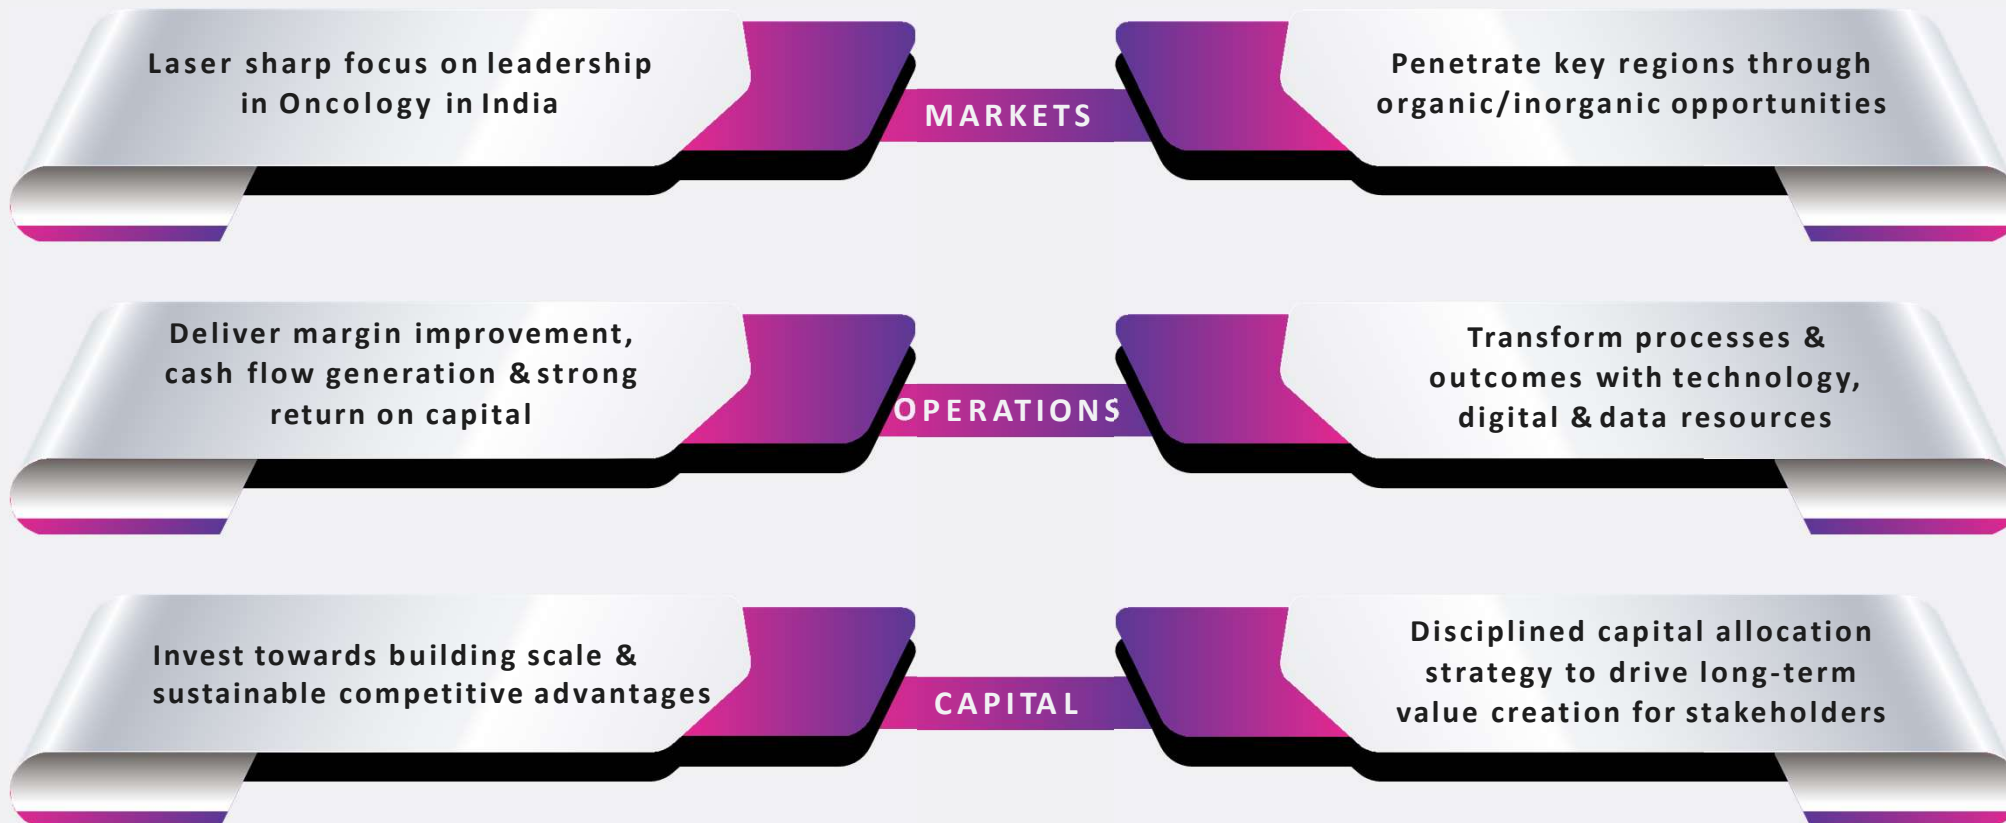 Laser sharp focus on leadership
in Oncology in India
MARKETS
Penetrate key regions through
organic/inorganic opportunities
Deliver margin improvement,
cash flow generation & strong
return on capital
OPERATIONS
Transform processes &
outcomes with technology,
digital & data resources
Invest towards building scale &
sustainable competitive advantages
CAPITAL
Disciplined capital allocation
strategy to drive long-term
value creation for stakeholders